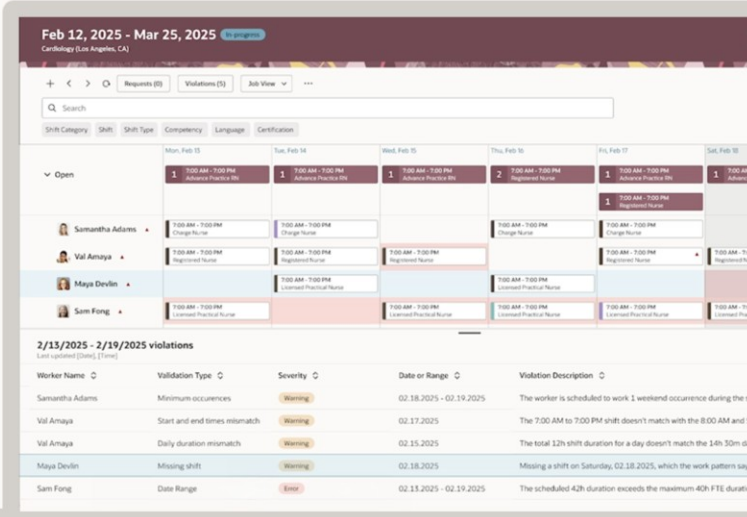 Feb 12, 2025 - Mar 25, 2025 In progress
Cardiology (Los Angeles, CA)
Requests (0) Violations (5) Job View
Search
Shift Category Shift Shift Type Competency Language Certification
Mon, Feb 13 Tue, Feb 14 Wed, Feb 15 Thu, Feb 16 Fri, Feb 17 Sat, Feb 18
Open
1 7:00 AM - 7:00 PM
Advance Practice RN
1 7:00 AM - 7:00 PM
Advance Practice RN
1 7:00 AM - 7:00 PM
Advance Practice RN
2 7:00 AM - 7:00 PM
Registered Nurse
1 7:00 AM - 7:00 PM
Advance Practice RN
1 7:00 A
Advan
1 7:00 AM - 7:00 PM
Registered Nurse
Samantha Adams
7:00 AM - 7:00 PM
Charge Nurse
7:00 AM - 7:00 PM
Charge Nurse
7:00 AM - 7:00 PM
Charge Nurse
7:00 AM - 7:00 PM
Charge Nurse
Val Amaya
7:00 AM - 7:00 PM
Registered Nurse
7:00 AM - 7:00 PM
Registered Nurse
7:00 AM - 7:00 PM
Registered Nurse
7:00 AM - 7:00 PM
Registered Nurse
7:00 AM - 7
Registered N
Maya Devlin
7:00 AM - 7:00 PM
Licensed Practical Nurse
7:00 AM - 7:00 PM
Licensed Practical Nurse
Sam Fong
7:00 AM - 7:00 PM
Licensed Practical Nurse
7:00 AM - 7:00 PM
Licensed Practical Nurse
7:00 AM - 7:00 PM
Licensed Practical Nurse
7:00 AM - 7:00 PM
Licensed Practical Nurse
7:00 AM - 7
Licensed Pra
2/13/2025 - 2/19/2025 violations
Last updated [Date], [Time]
Worker Name Validation Type Severity Date or Range Violation Description
Samantha Adams Minimum occurences Warning 02.18.2025 - 02.19.2025 The worker is scheduled to work 1 weekend occurrence during the
Val Amaya Start and end times mismatch Warning 02.17.2025 The 7:00 AM to 7:00 PM shift doesn't match with the 8:00 AM and
Val Amaya Daily duration mismatch Warning 02.15.2025 The total 12h shift duration for a day doesn't match the 14h 30m d
Maya Devlin Missing shift Warning 02.18.2025 Missing a shift on Saturday, 02.18.2025, which the work pattern say
Sam Fong Date Range Error 02.13.2025 - 02.19.2025 The scheduled 42h duration exceeds the maximum 40h FTE durati